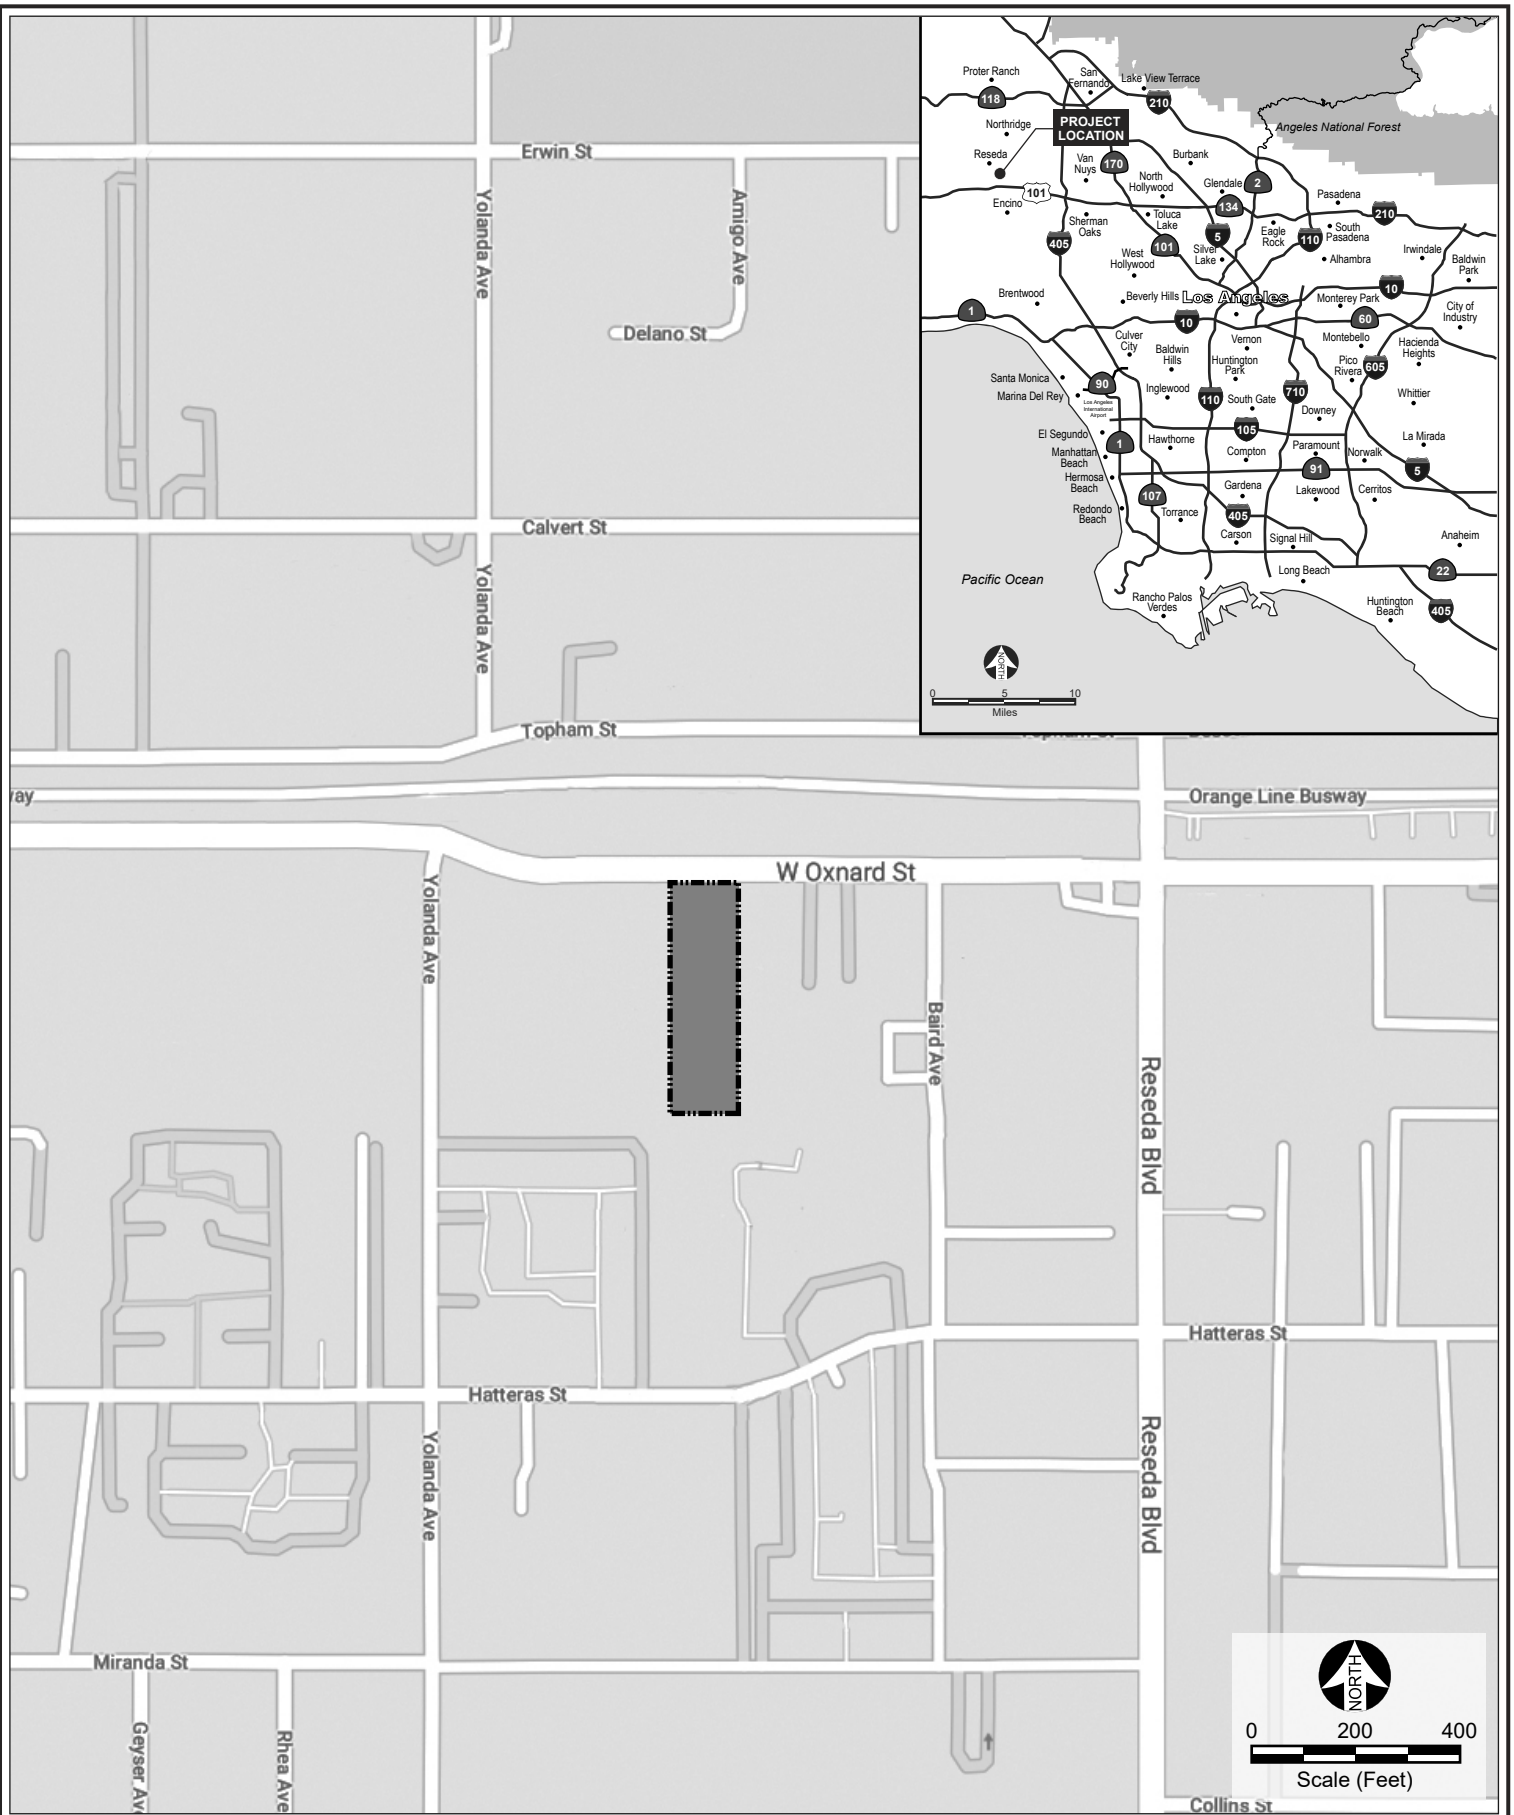 Erwin St
Yolanda Ave
Amigo Ave
Delano St
Calvert St
Yolanda Ave
Topham St
Orange Line Busway
W Oxnard St
Yolanda Ave
Baird Ave
Reseda Blvd
Hatteras St
Hatteras St
Yolanda Ave
Reseda Blvd
Miranda St
Geyser Av
Rhea Ave
Collins St
NORTH
0 200 400
Scale (Feet)
Proter Ranch
San
Fernando
Lake View Terrace
118
210
PROJECT
LOCATION
Angeles National Forest
Northridge
Reseda
Van
Nuys
170
Burbank
North
Hollywood
Glendale
2
101
Encino
134
Pasadena
210
Sherman
Oaks
Toluca
Lake
405
101
5
Eagle
Rock
110
South
Pasadena
West
Hollywood
Silver
Lake
Alhambra
Irwindale
Baldwin
Park
Brentwood
Beverly Hills
Los Angeles
Monterey Park
10
City of
Industry
1
10
60
Culver
City
Baldwin
Hills
Vernon
Montebello
Hacienda
Heights
Huntington
Park
Pico
Rivera
605
Santa Monica
Marina Del Rey
90
Inglewood
110
710
South Gate
Whittier
Los Angeles
International
Airport
Downey
El Segundo
1
Hawthorne
105
Paramount
La Mirada
Manhattan
Beach
Compton
Norwalk
91
5
Hermosa
Beach
107
Gardena
Lakewood
Cerritos
Redondo
Beach
Torrance
405
Carson
Signal Hill
Anaheim
Pacific Ocean
Long Beach
22
Rancho Palos
Verdes
Huntington
Beach
405
NORTH
0 5 10
Miles